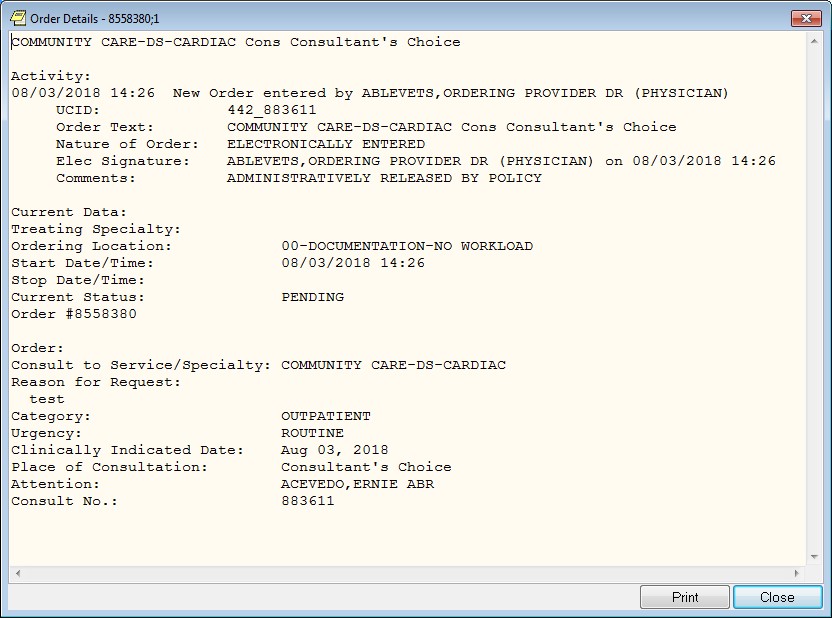 Order Details - 8558380;1
COMMUNITY CARE-DS-CARDIAC Cons Consultant's Choice
Activity:
08/03/2018 14:26  New Order entered by ABLEVETS,ORDERING PROVIDER DR (PHYSICIAN)
UCID: 442_883611
Order Text: COMMUNITY CARE-DS-CARDIAC Cons Consultant's Choice
Nature of Order: ELECTRONICALLY ENTERED
Elec Signature: ABLEVETS,ORDERING PROVIDER DR (PHYSICIAN) on 08/03/2018 14:26
Comments: ADMINISTRATIVELY RELEASED BY POLICY
Current Data:
Treating Specialty:
Ordering Location: 00-DOCUMENTATION-NO WORKLOAD
Start Date/Time: 08/03/2018 14:26
Stop Date/Time:
Current Status: PENDING
Order #8558380
Order:
Consult to Service/Specialty: COMMUNITY CARE-DS-CARDIAC
Reason for Request:
test
Category: OUTPATIENT
Urgency: ROUTINE
Clinically Indicated Date: Aug 03, 2018
Place of Consultation: Consultant's Choice
Attention: ACEVEDO,ERNIE ABR
Consult No.: 883611
Print Close